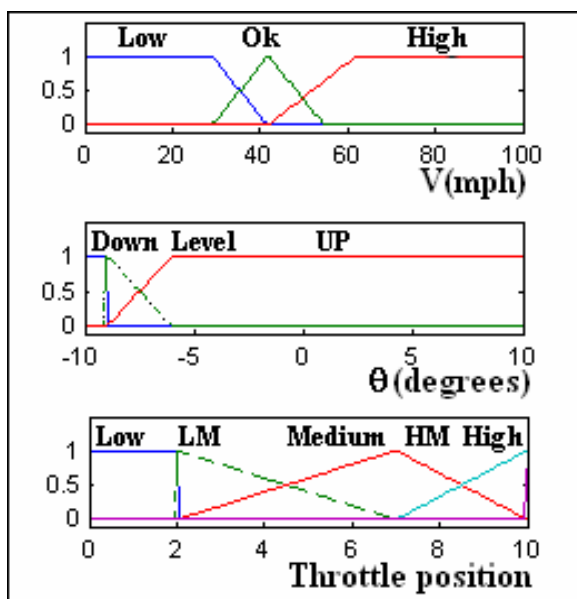 Low Ok High
1
0.5
0
0 20 40 60 80 100
V(mph)
Down Level UP
1
0.5
0
-10 -5 0 5 10
θ(degrees)
Low LM Medium HM High
1
0.5
0
0 2 4 6 8 10
Throttle position